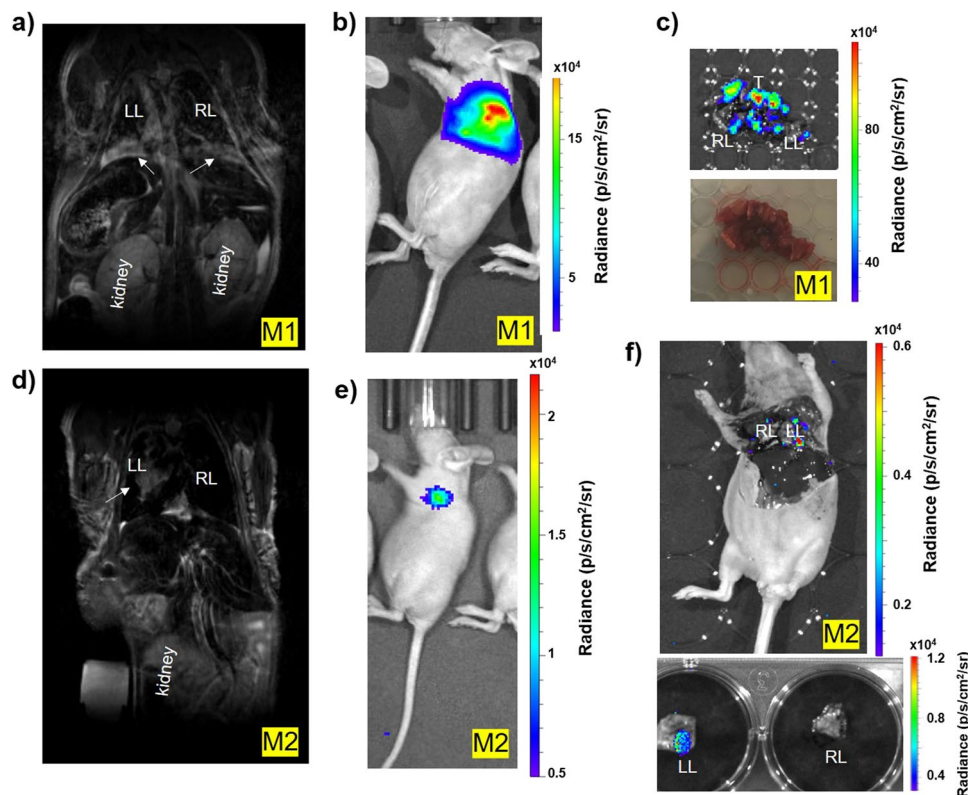 a)
LL
RL
kidney
kidney
M1
b)
x10⁴
15
5
Radiance (p/s/cm²/sr)
M1
c)
T
RL
LL
M1
x10⁴
80
40
Radiance (p/s/cm²/sr)
d)
LL
RL
kidney
M2
e)
M2
x10⁴
2
1.5
1
0.5
Radiance (p/s/cm²/sr)
f)
RL
LL
M2
x10⁴
0.6
0.4
0.2
Radiance (p/s/cm²/sr)
2
LL
RL
x10⁴
1.2
0.8
0.4
Radiance (p/s/cm²/sr)